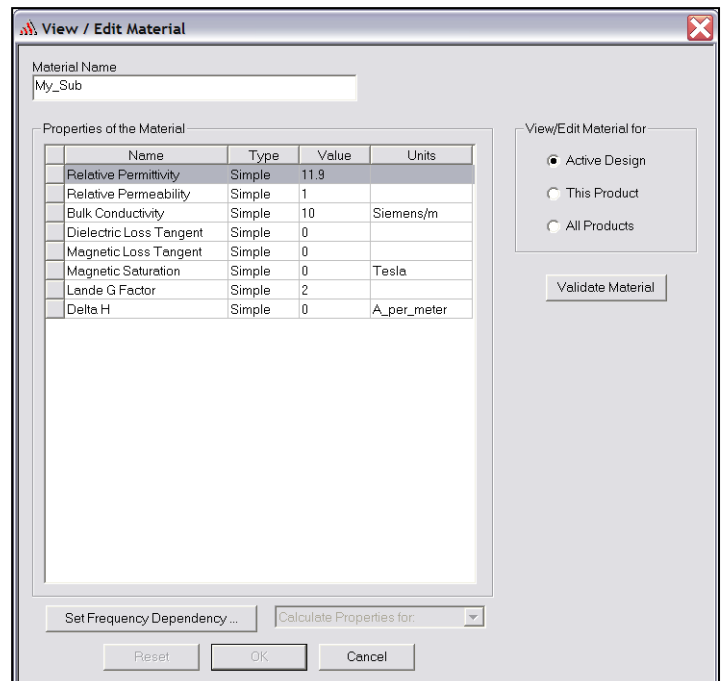 View / Edit Material
Material Name
My_Sub
Properties of the Material
Name Type Value Units
Relative Permittivity Simple 11.9
Relative Permeability Simple 1
Bulk Conductivity Simple 10 Siemens/m
Dielectric Loss Tangent Simple 0
Magnetic Loss Tangent Simple 0
Magnetic Saturation Simple 0 Tesla
Lande G Factor Simple 2
Delta H Simple 0 A_per_meter
View/Edit Material for
Active Design
This Product
All Products
Validate Material
Set Frequency Dependency ...
Calculate Properties for:
Reset OK Cancel